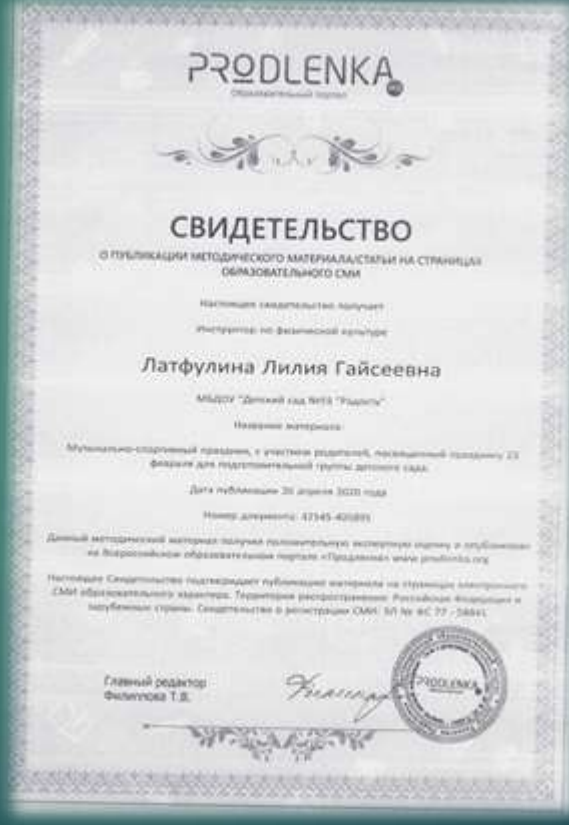 PRODLENKA
Образовательный портал
СВИДЕТЕЛЬСТВО
О ПУБЛИКАЦИИ МЕТОДИЧЕСКОГО МАТЕРИАЛА/СТАТЬИ НА СТРАНИЦАХ
ОБРАЗОВАТЕЛЬНОГО СМИ
Настоящее свидетельство получает
Инструктор по физической культуре
Латфулина Лилия Гайсеевна
МБДОУ "Детский сад "Радость"
Название материала:
Музыкально-спортивный праздник, с участием родителей, посвященный празднику 23
февраля для подготовительной группы детского сада.
Дата публикации апреля 2020 года
Номер документа:
Данный методический материал получил положительную экспертную оценку и опубликован
на Всероссийском образовательном портале «Продленка» www.prodlenka.org
Настоящее Свидетельство подтверждает публикацию материала на страницах электронного
СМИ образовательного характера. Территория распространения: Российская Федерация и
зарубежные страны. Свидетельство о регистрации СМИ: ЭЛ № ФС 77 -
Главный редактор
Филиппова Т.В.
PRODLENKA